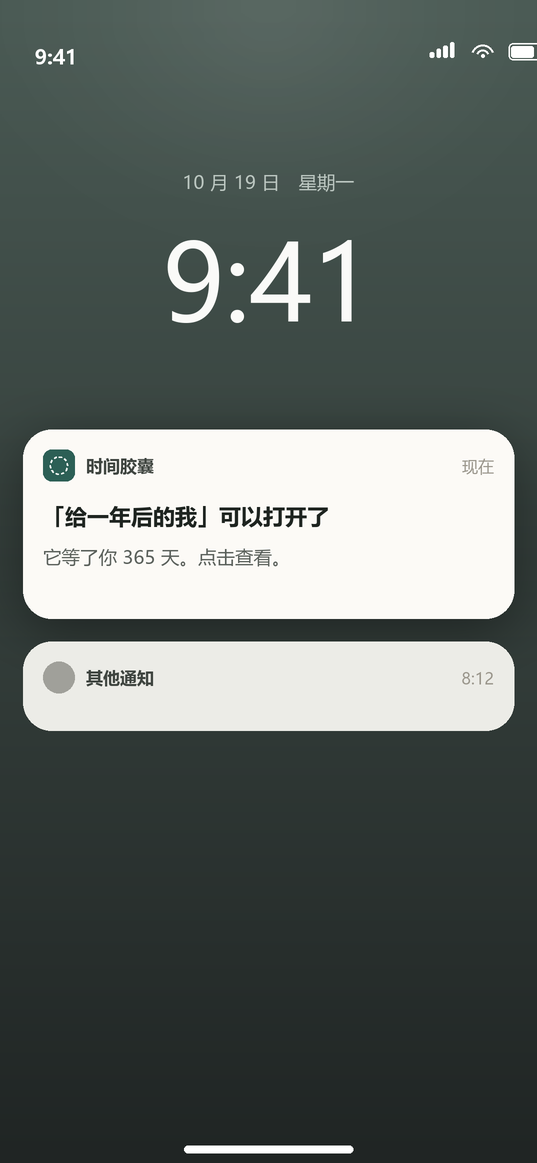 9:41
10 月 19 日 星期一
9:41
时间胶囊 现在
「给一年后的我」可以打开了
它等了你 365 天。点击查看。
其他通知 8:12